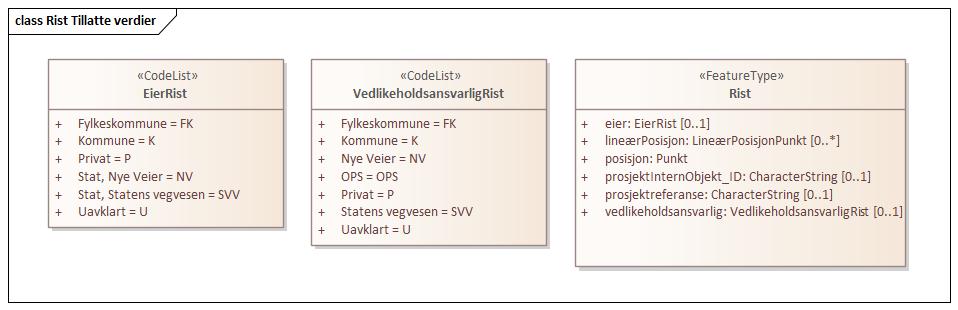 class Rist Tillatte verdier
«CodeList»
EierRist
+ Fylkeskommune = FK
+ Kommune = K
+ Privat = P
+ Stat, Nye Veier = NV
+ Stat, Statens vegvesen = SVV
+ Uavklart = U
«CodeList»
VedlikeholdsansvarligRist
+ Fylkeskommune = FK
+ Kommune = K
+ Nye Veier = NV
+ OPS = OPS
+ Privat = P
+ Statens vegvesen = SVV
+ Uavklart = U
«FeatureType»
Rist
+ eier: EierRist [0..1]
+ lineærPosisjon: LineærPosisjonPunkt [0..*]
+ posisjon: Punkt
+ prosjektInternObjekt_ID: CharacterString [0..1]
+ prosjektreferanse: CharacterString [0..1]
+ vedlikeholdsansvarlig: VedlikeholdsansvarligRist [0..1]